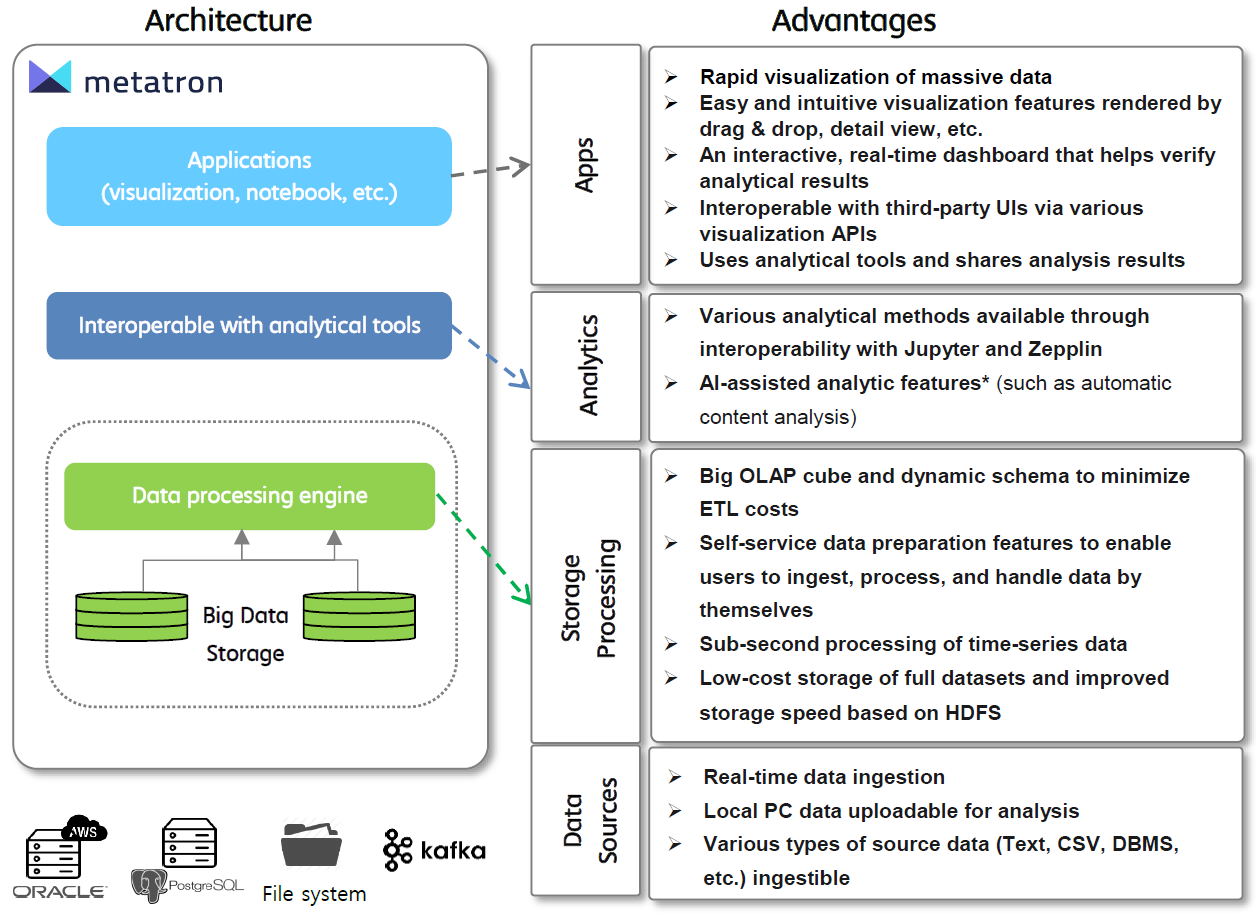 Architecture
metatron
Applications
(visualization, notebook, etc.)
Interoperable with analytical tools
Data processing engine
Big Data
Storage
AWS
ORACLE
PostgreSQL
File system
kafka
Advantages
Apps
➢ Rapid visualization of massive data
➢ Easy and intuitive visualization features rendered by
drag & drop, detail view, etc.
➢ An interactive, real-time dashboard that helps verify
analytical results
➢ Interoperable with third-party UIs via various
visualization APIs
➢ Uses analytical tools and shares analysis results
Analytics
➢ Various analytical methods available through
interoperability with Jupyter and Zepplin
➢ AI-assisted analytic features* (such as automatic
content analysis)
Storage
Processing
➢ Big OLAP cube and dynamic schema to minimize
ETL costs
➢ Self-service data preparation features to enable
users to ingest, process, and handle data by
themselves
➢ Sub-second processing of time-series data
➢ Low-cost storage of full datasets and improved
storage speed based on HDFS
Data
Sources
➢ Real-time data ingestion
➢ Local PC data uploadable for analysis
➢ Various types of source data (Text, CSV, DBMS,
etc.) ingestible